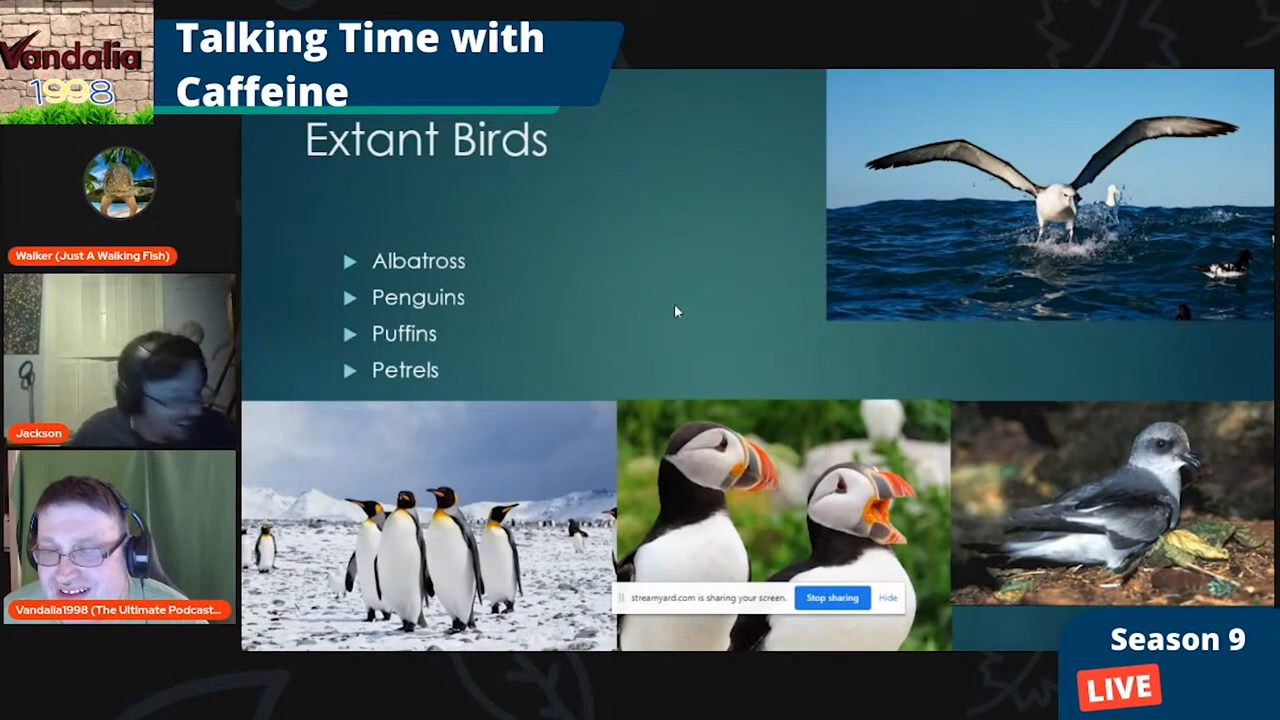 Vandalia
1998
Talking Time with
Caffeine
Extant Birds
Walker (Just A Walking Fish)
Albatross
Penguins
Puffins
Petrels
Jackson
Vandalia1998 (The Ultimate Podcast...
streamyard.com is sharing your screen.
Stop sharing
Hide
Season 9
LIVE